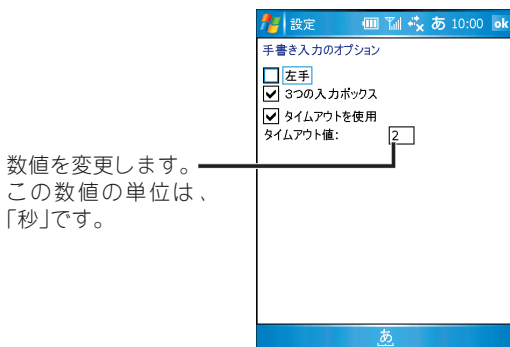 設定 あ 10:00 ok
手書き入力のオプション
左手
3つの入力ボックス
タイムアウトを使用
タイムアウト値: 2
数値を変更します。
この数値の単位は、
「秒」です。
あ